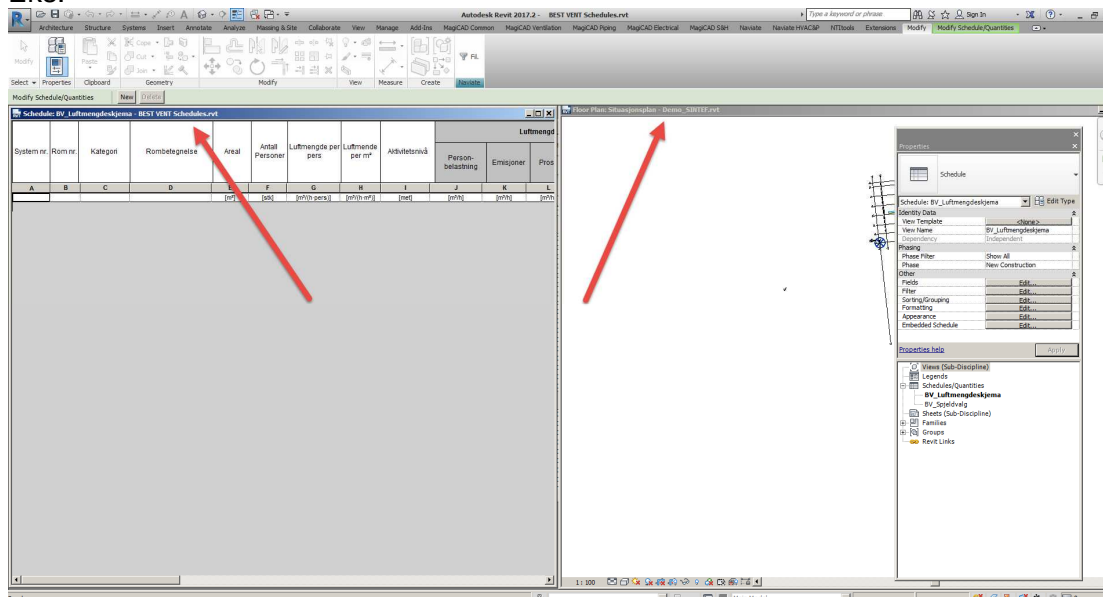 Autodesk Revit 2017.2 - BEST VENT Schedules.rvt
Type a keyword or phrase
Sign In
Architecture Structure Systems Insert Annotate Analyze Massing & Site Collaborate View Manage Add-Ins MagiCAD Common MagiCAD Ventilation MagiCAD Piping MagiCAD Electrical MagiCAD S&H Naviate Naviate HVAC&P NTItools Extensions Modify Modify Schedule/Quantities
Modify
Paste
Cope
Cut
Join
FIL
Select Properties Clipboard Geometry Modify View Measure Create Naviate
Modify Schedule/Quantities New Delete
Schedule: BV_Luftmengdeskjema - BEST VENT Schedules.rvt
Floor Plan: Situasjonsplan - Demo_SINTEF.rvt
System nr. Rom nr. Kategori Rombetegnelse Areal Antall Personer Luftmengde per pers Luftmende per m² Aktivitetsnivå
Person-belastning Emisjoner Pros
A B C D E F G H I J K L
[m²] [stk] [m³/(h·pers)] [m³/(h·m²)] [met] [m³/h] [m³/h] [m³/h
Properties
Schedule
Schedule: BV_Luftmengdeskjema Edit Type
Identity Data
View Template <None>
View Name BV_Luftmengdeskjema
Dependency Independent
Phasing
Phase Filter Show All
Phase New Construction
Other
Fields Edit...
Filter Edit...
Sorting/Grouping Edit...
Formatting Edit...
Appearance Edit...
Embedded Schedule Edit...
Properties help Apply
Views (Sub-Discipline)
Legends
Schedules/Quantities
BV_Luftmengdeskjema
BV_Spjeldvalg
Sheets (Sub-Discipline)
Families
Groups
Revit Links
1 : 100